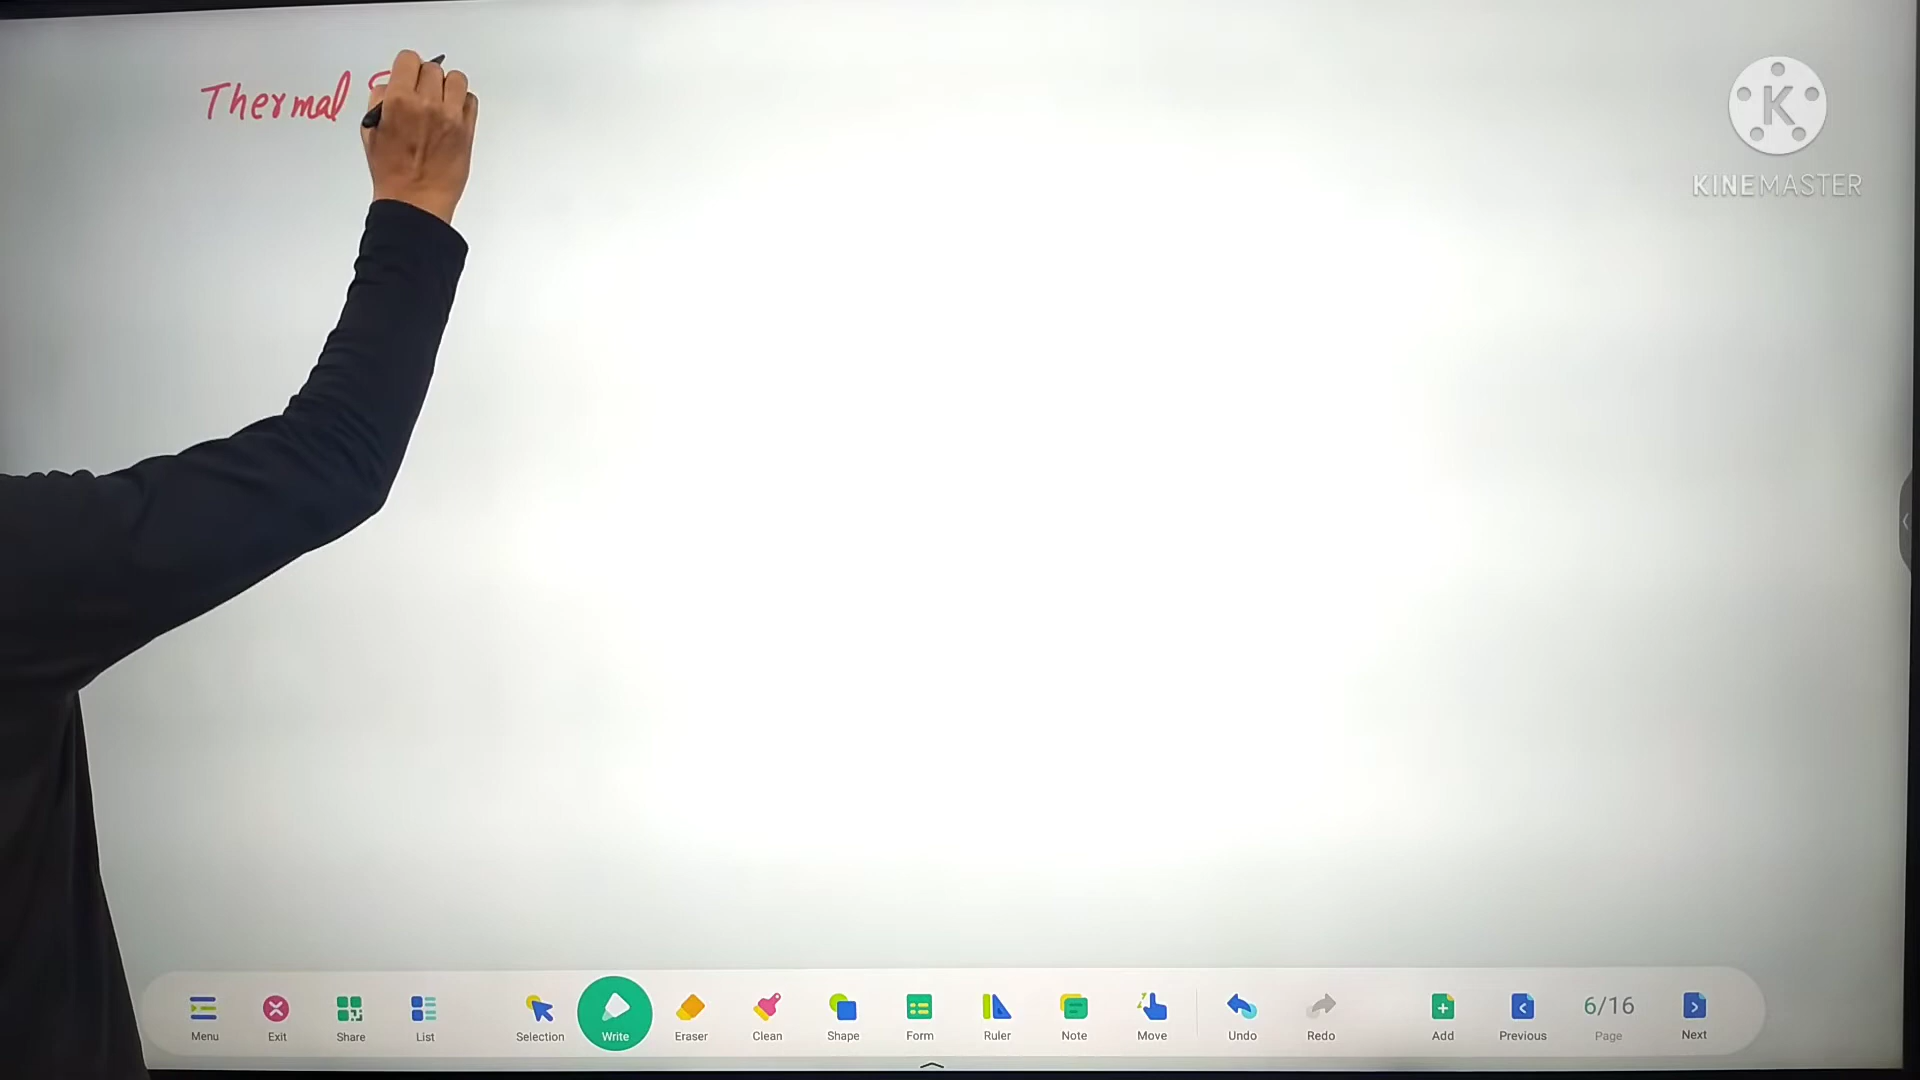 Thermal
K
KINEMASTER
Menu
Exit
Share
List
Selection
Write
Eraser
Clean
Shape
Form
Ruler
Note
Move
Undo
Redo
Add
Previous
6/16
Page
Next